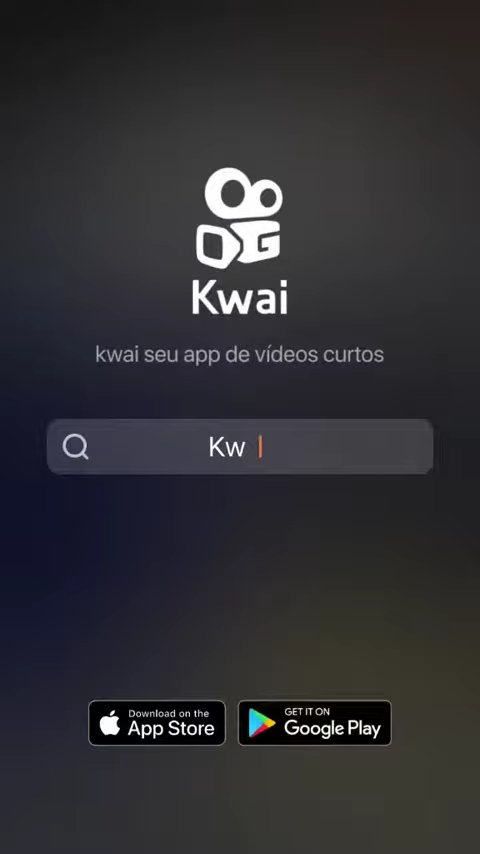 Kwai
kwai seu app de vídeos curtos
Kw
Download on the
App Store
GET IT ON
Google Play